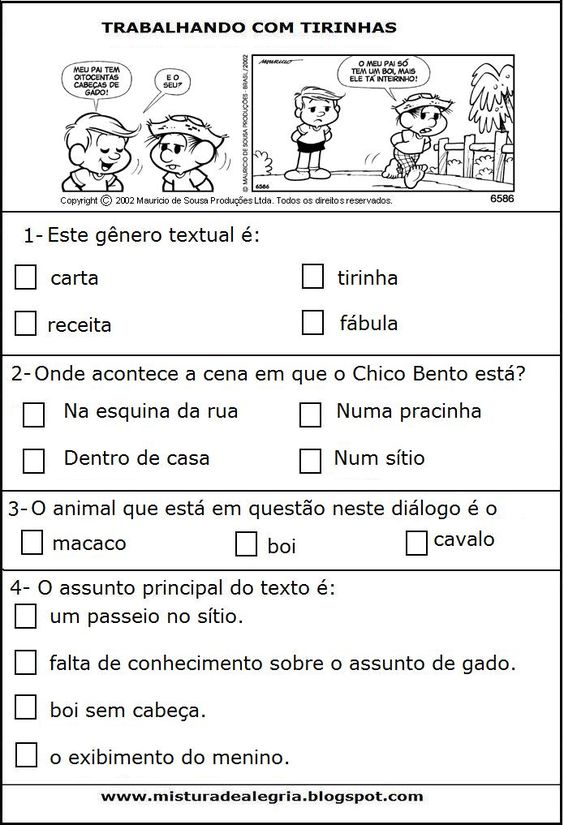 TRABALHANDO COM TIRINHAS
MEU PAI TEM
OITOCENTAS
CABEÇAS DE
GADO!
E O
SEU?
MAURICIO
O MEU PAI SÓ
TEM UM BOI, MAIS
ELE TÁ INTEIRINHO!
© MAURICIO DE SOUSA PRODUÇÕES - BRASIL/2002
6586
Copyright © 2002 Mauricio de Sousa Produções Ltda. Todos os direitos reservados.
6586
1- Este gênero textual é:
carta
tirinha
receita
fábula
2-Onde acontece a cena em que o Chico Bento está?
Na esquina da rua
Numa pracinha
Dentro de casa
Num sítio
3-O animal que está em questão neste diálogo é o
macaco
boi
cavalo
4- O assunto principal do texto é:
um passeio no sítio.
falta de conhecimento sobre o assunto de gado.
boi sem cabeça.
o exibimento do menino.
www.misturadealegria.blogspot.com